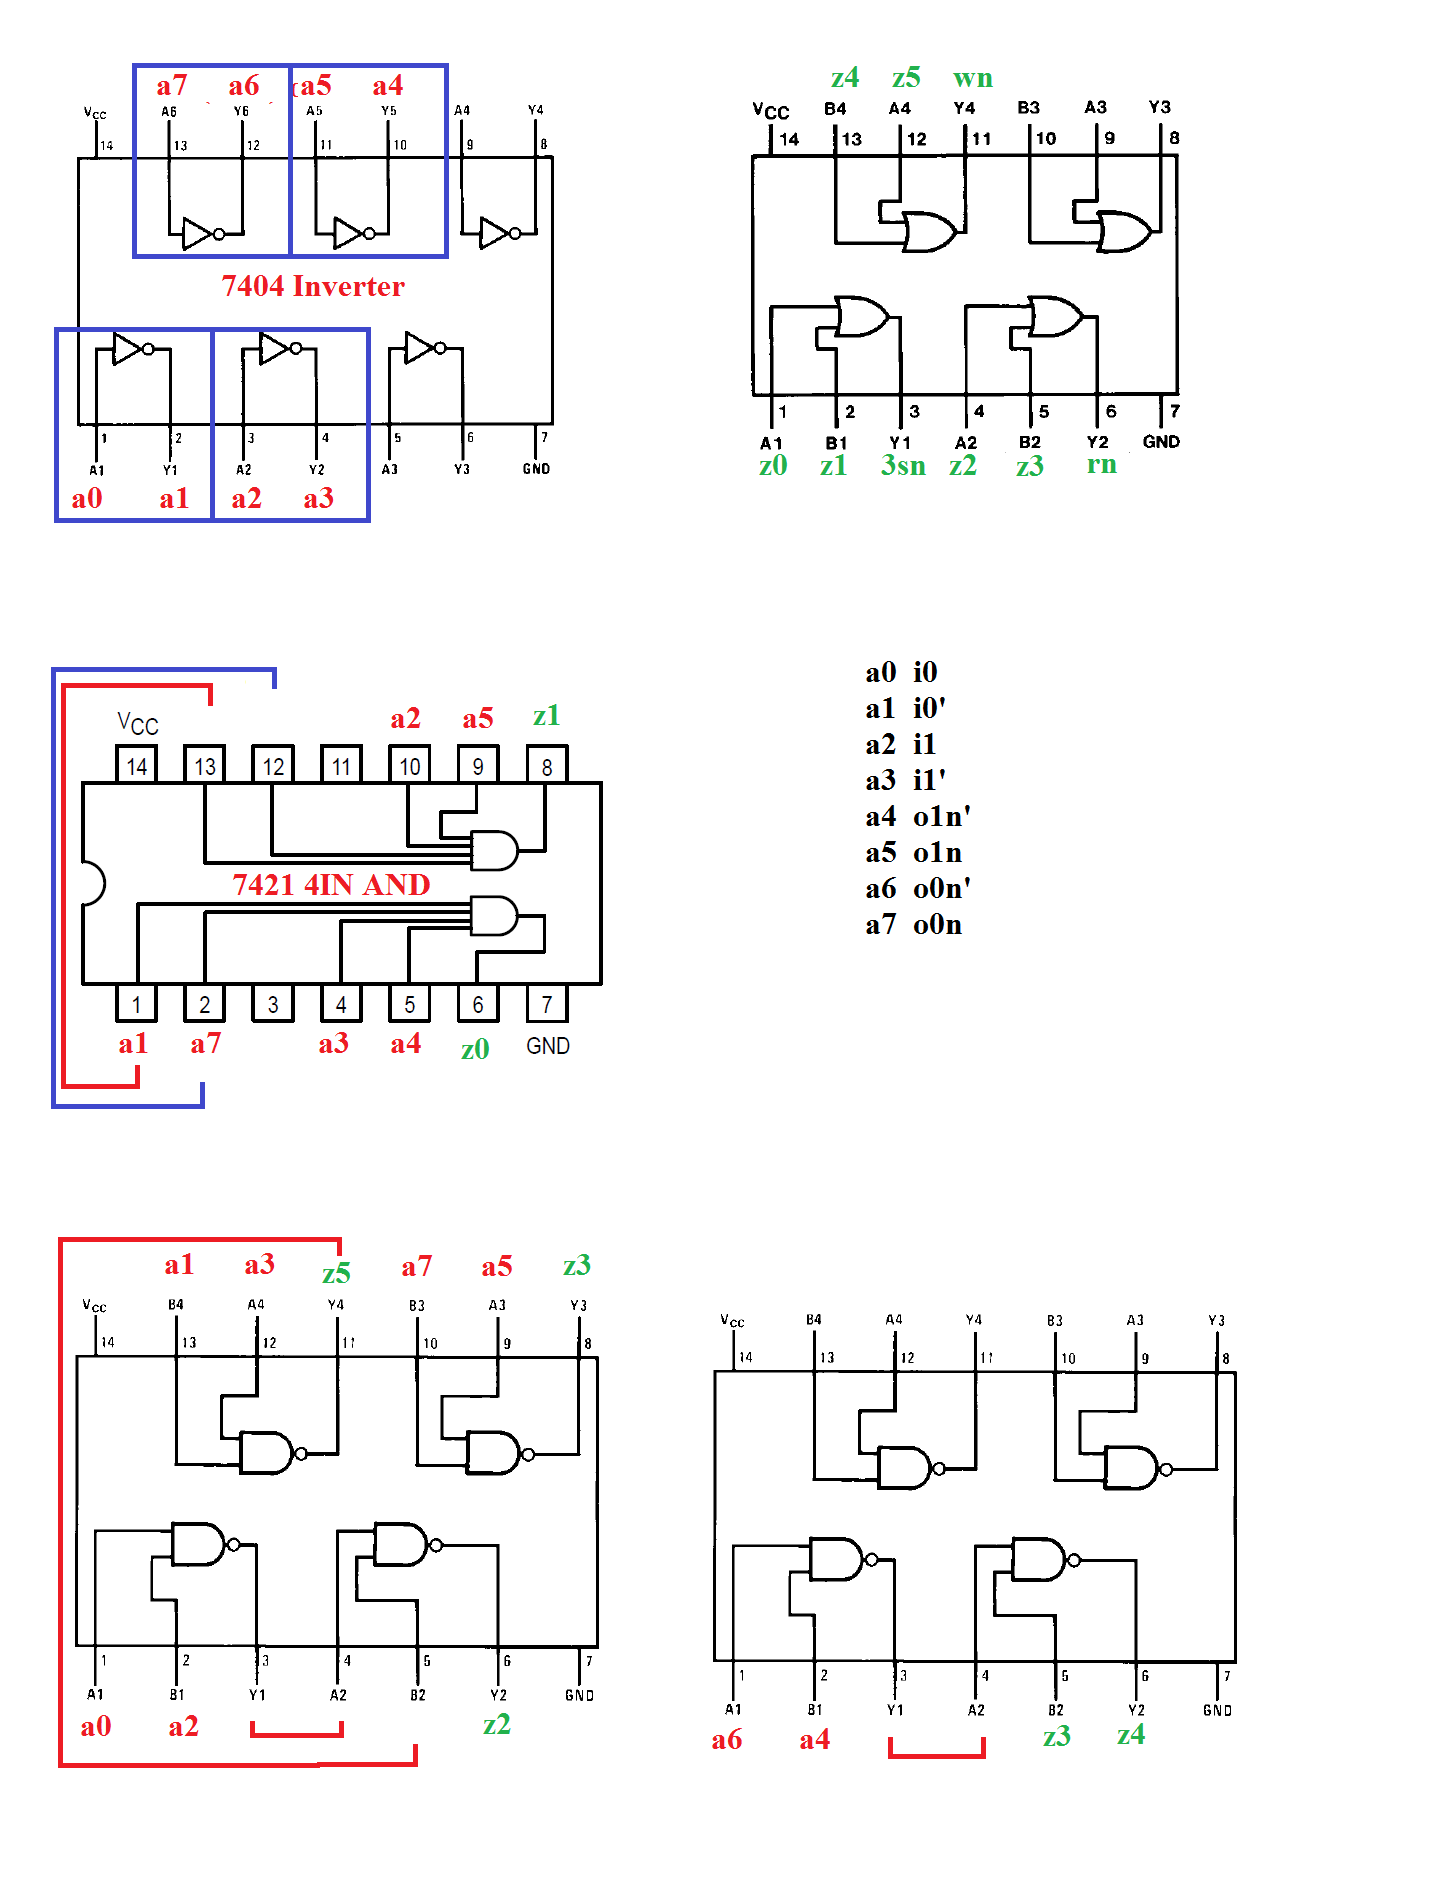 a7 a6 a5 a4
VCC A6 Y6 A5 Y5 A4 Y4
14 13 12 11 10 9 8
7404 Inverter
1 2 3 4 5 6 7
A1 Y1 A2 Y2 A3 Y3 GND
a0 a1 a2 a3
z4 z5 wn
VCC B4 A4 Y4 B3 A3 Y3
14 13 12 11 10 9 8
1 2 3 4 5 6 7
A1 B1 Y1 A2 B2 Y2 GND
z0 z1 3sn z2 z3 rn
VCC a2 a5 z1
14 13 12 11 10 9 8
7421 4IN AND
1 2 3 4 5 6 7
a1 a7 a3 a4 z0 GND
a0 i0
a1 i0'
a2 i1
a3 i1'
a4 o1n'
a5 o1n
a6 o0n'
a7 o0n
a1 a3 z5 a7 a5 z3
VCC B4 A4 Y4 B3 A3 Y3
14 13 12 11 10 9 8
1 2 3 4 5 6 7
A1 B1 Y1 A2 B2 Y2 GND
a0 a2 z2
VCC B4 A4 Y4 B3 A3 Y3
14 13 12 11 10 9 8
1 2 3 4 5 6 7
A1 B1 Y1 A2 B2 Y2 GND
a6 a4 z3 z4